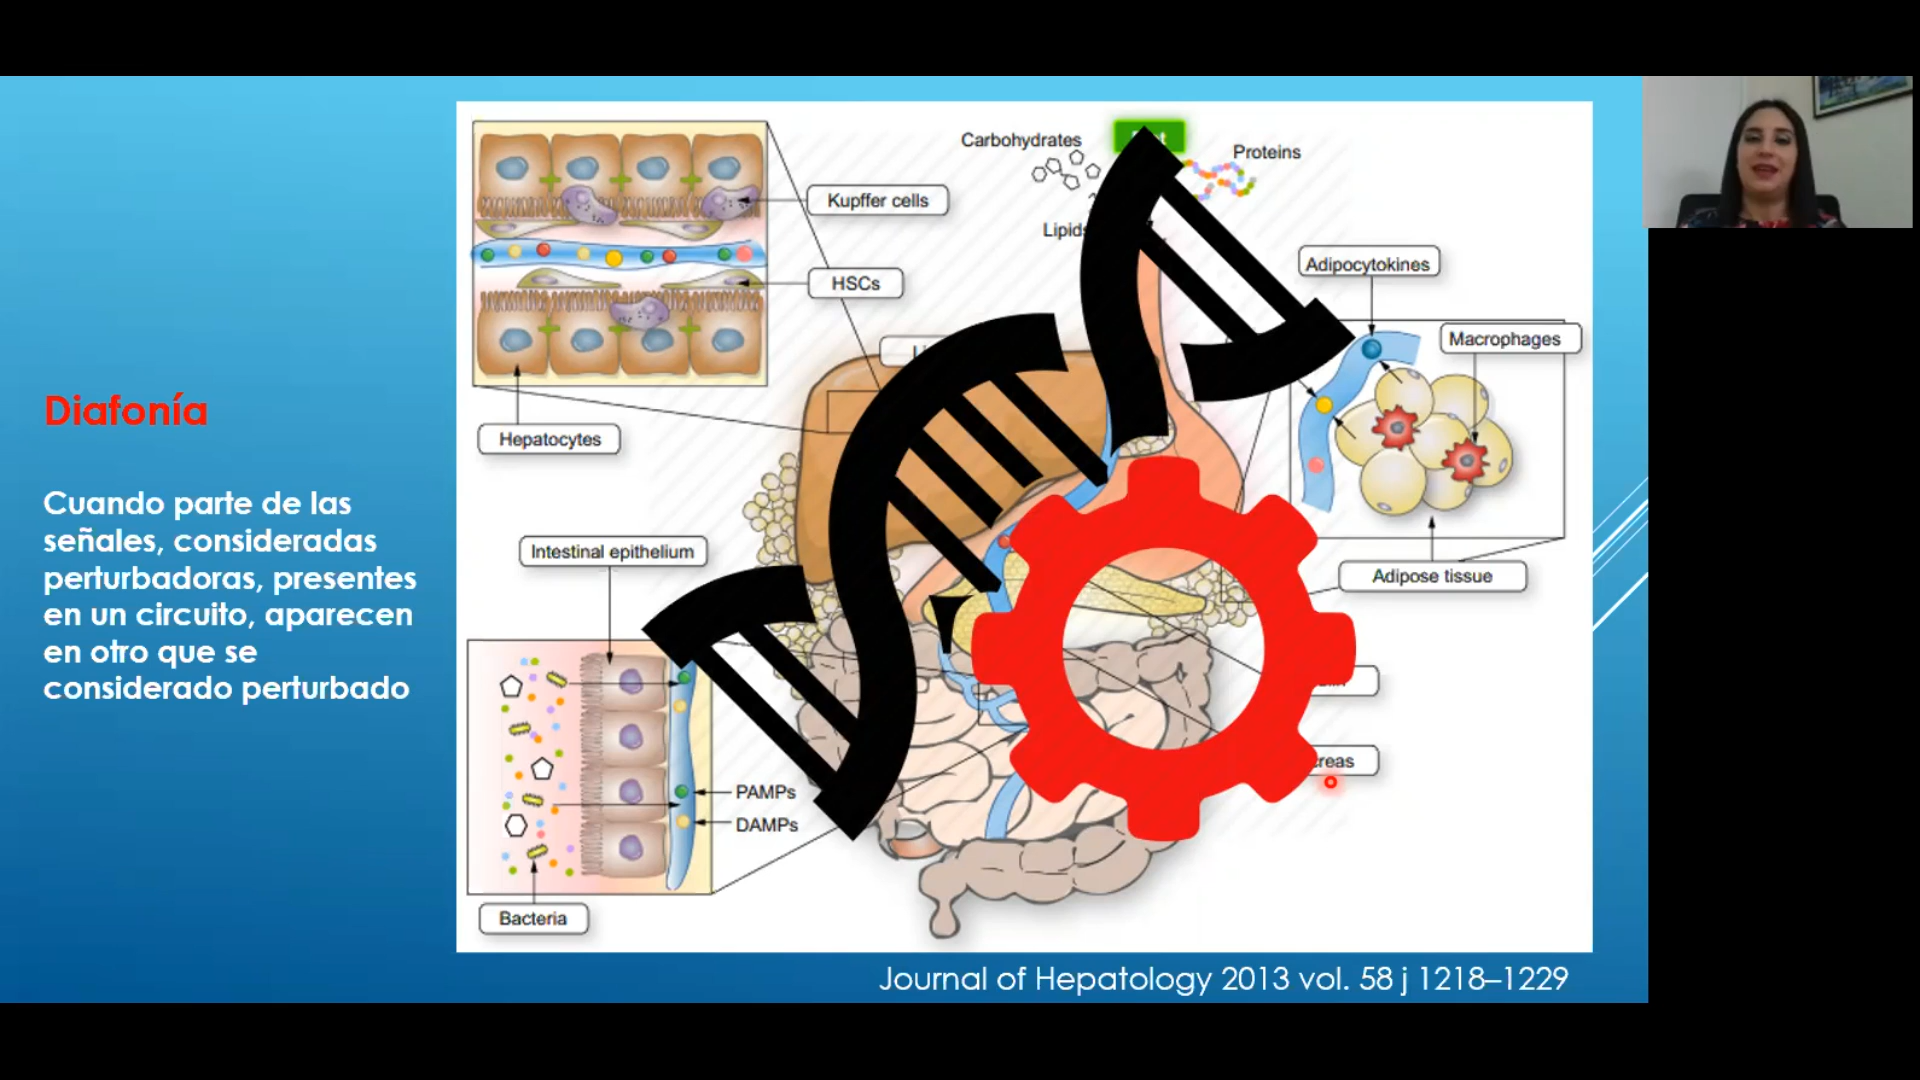 Diafonía
Cuando parte de las
señales, consideradas
perturbadoras, presentes
en un circuito, aparecen
en otro que se
considerado perturbado
Carbohydrates
Proteins
Lipids
Kupffer cells
HSCs
Hepatocytes
Adipocytokines
Macrophages
Adipose tissue
Intestinal epithelium
PAMPs
DAMPs
Bacteria
Journal of Hepatology 2013 vol. 58 j 1218–1229